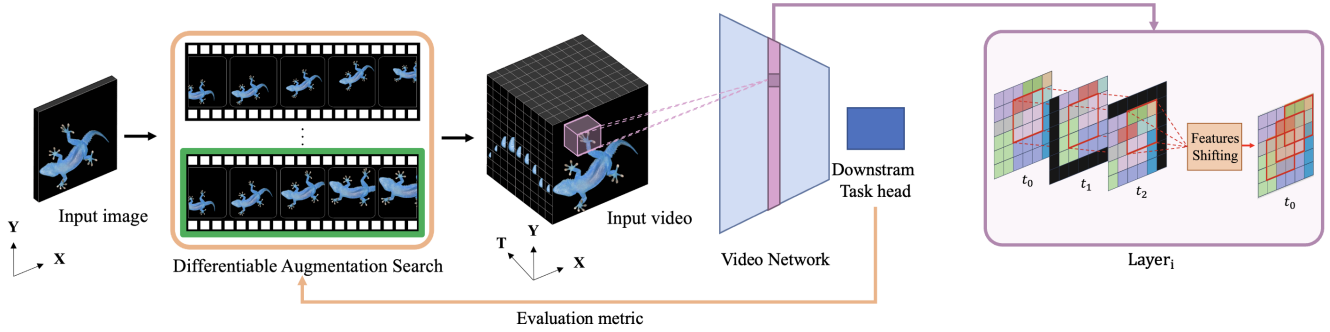 Input image
Y
X
Differentiable Augmentation Search
Input video
T
Y
X
Video Network
Downstram
Task head
Evaluation metric
t₀
t₁
t₂
Features
Shifting
t₀
Layerᵢ